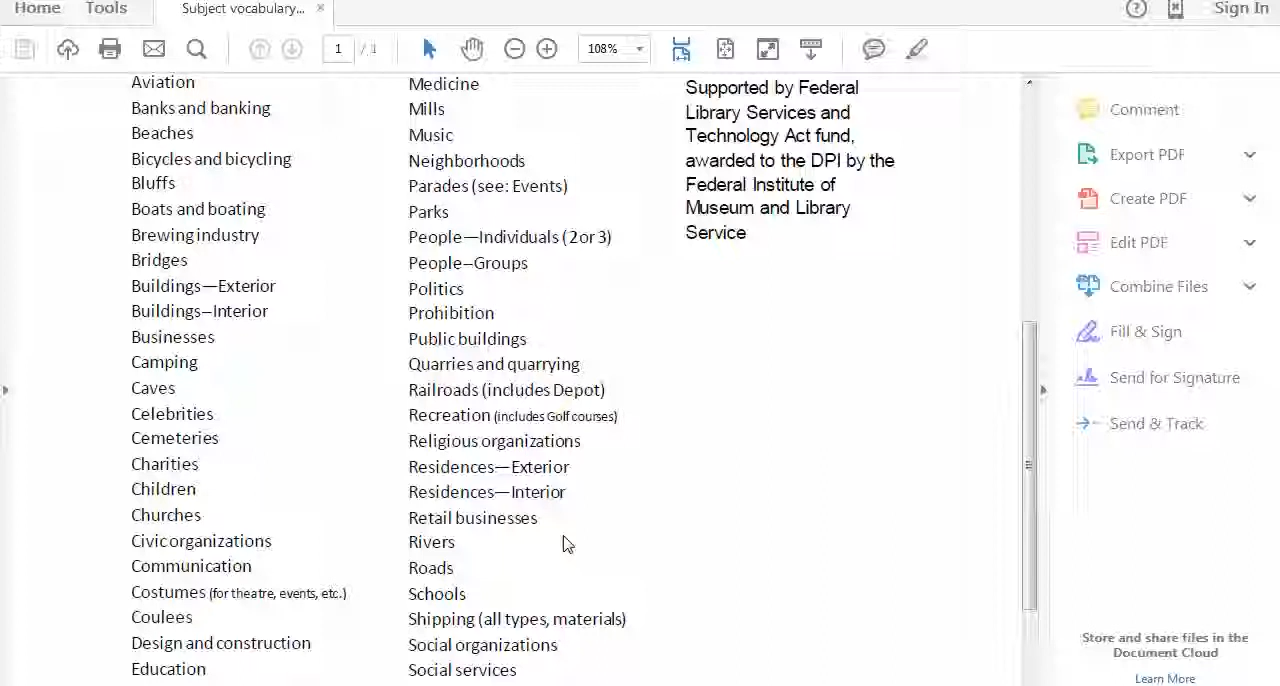 Home
Tools
Subject vocabulary... ×
Sign In
1 / 1
108%
Aviation
Banks and banking
Beaches
Bicycles and bicycling
Bluffs
Boats and boating
Brewing industry
Bridges
Buildings—Exterior
Buildings–Interior
Businesses
Camping
Caves
Celebrities
Cemeteries
Charities
Children
Churches
Civic organizations
Communication
Costumes (for theatre, events, etc.)
Coulees
Design and construction
Education
Medicine
Mills
Music
Neighborhoods
Parades (see: Events)
Parks
People—Individuals (2 or 3)
People–Groups
Politics
Prohibition
Public buildings
Quarries and quarrying
Railroads (includes Depot)
Recreation (includes Golf courses)
Religious organizations
Residences—Exterior
Residences—Interior
Retail businesses
Rivers
Roads
Schools
Shipping (all types, materials)
Social organizations
Social services
Supported by Federal
Library Services and
Technology Act fund,
awarded to the DPI by the
Federal Institute of
Museum and Library
Service
Comment
Export PDF
Create PDF
Edit PDF
Combine Files
Fill & Sign
Send for Signature
Send & Track
Store and share files in the
Document Cloud
Learn More